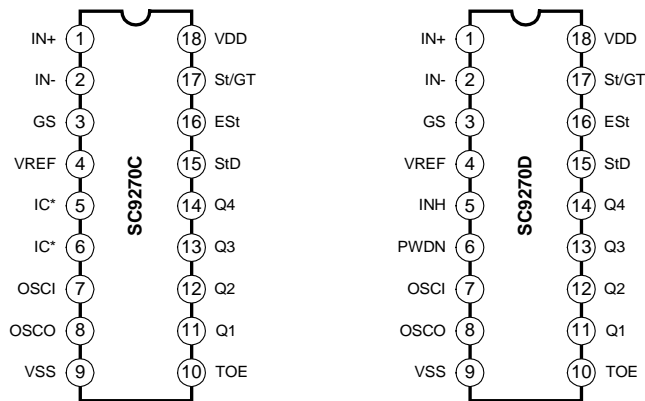 IN+ 1 18 VDD
IN- 2 17 St/GT
GS 3 16 ESt
VREF 4 15 StD
IC* 5 14 Q4
IC* 6 13 Q3
OSCI 7 12 Q2
OSCO 8 11 Q1
VSS 9 10 TOE
SC9270C
IN+ 1 18 VDD
IN- 2 17 St/GT
GS 3 16 ESt
VREF 4 15 StD
INH 5 14 Q4
PWDN 6 13 Q3
OSCI 7 12 Q2
OSCO 8 11 Q1
VSS 9 10 TOE
SC9270D